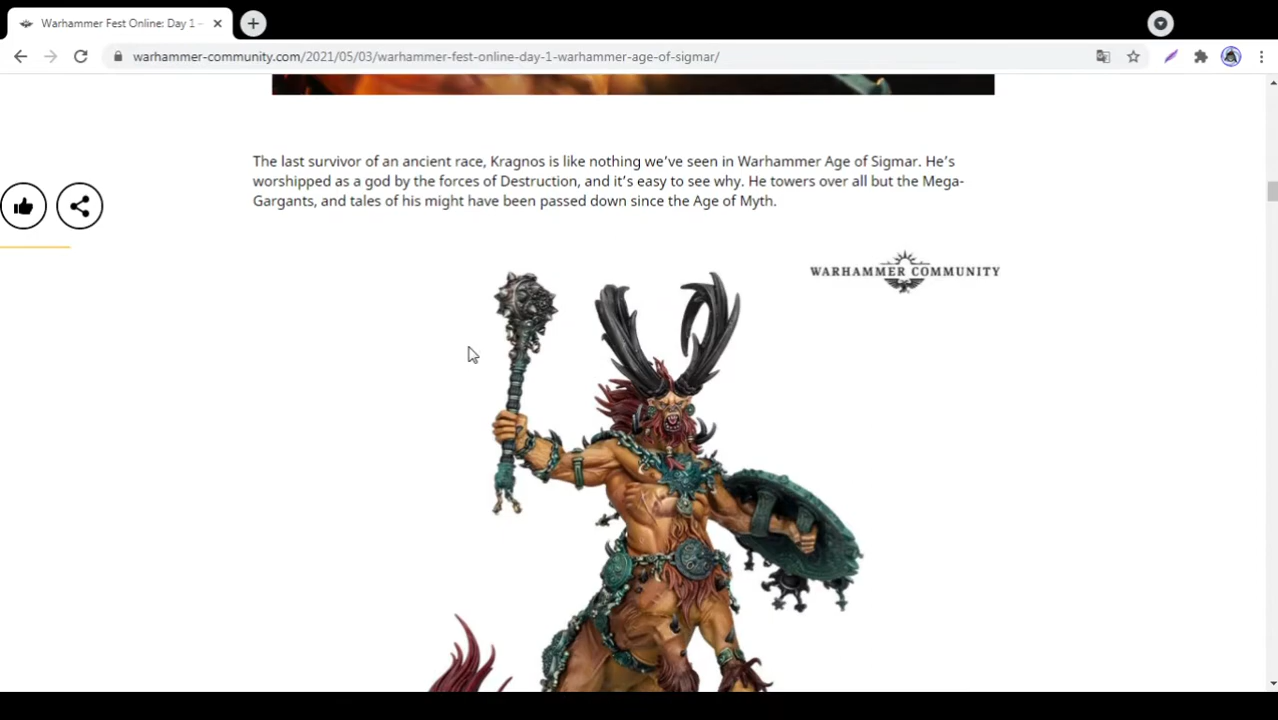 Warhammer Fest Online: Day 1 –
warhammer-community.com/2021/05/03/warhammer-fest-online-day-1-warhammer-age-of-sigmar/
The last survivor of an ancient race, Kragnos is like nothing we’ve seen in Warhammer Age of Sigmar. He’s
worshipped as a god by the forces of Destruction, and it’s easy to see why. He towers over all but the Mega-
Gargants, and tales of his might have been passed down since the Age of Myth.
WARHAMMER COMMUNITY